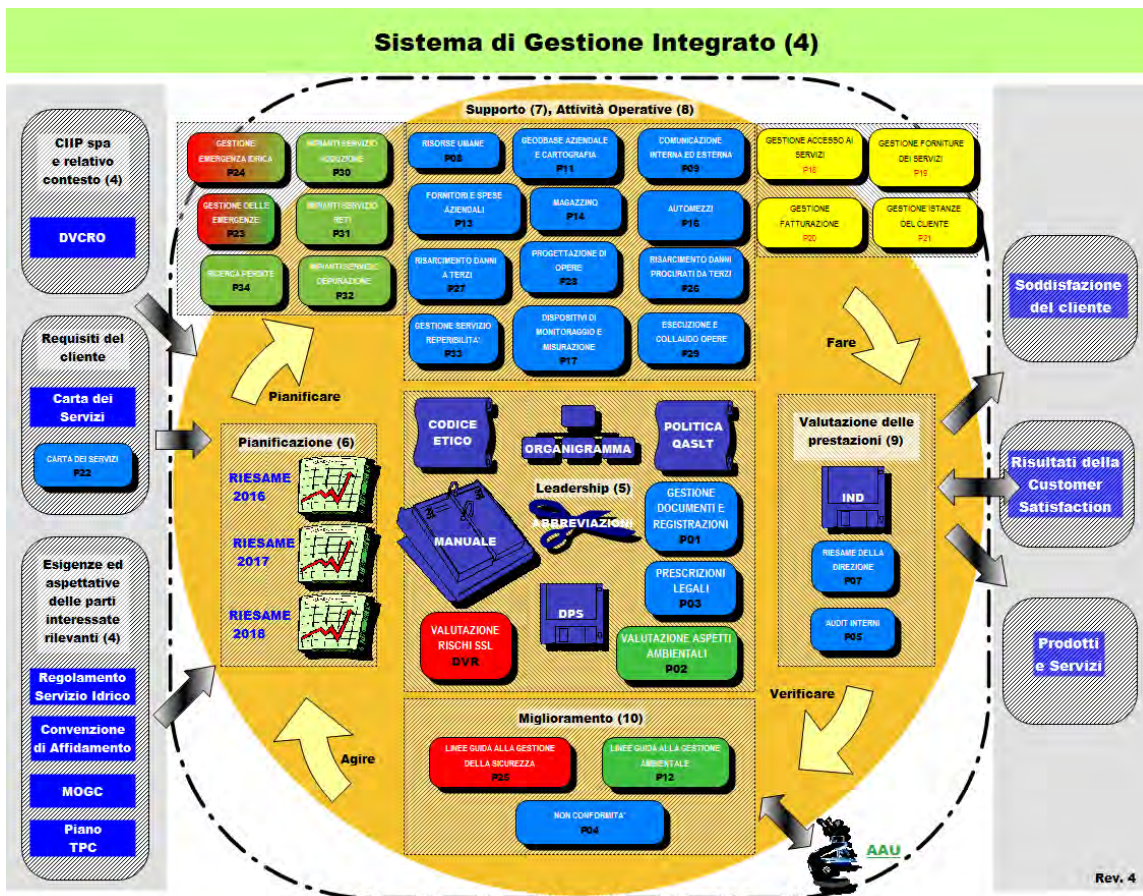 Sistema di Gestione Integrato (4)
CIIP spa
e relativo
contesto (4)
DVCRO
Requisiti del
cliente
Carta dei
Servizi
CARTA DEI SERVIZI
P22
Esigenze ed
aspettative
delle parti
interessate
rilevanti (4)
Regolamento
Servizio Idrico
Convenzione
di Affidamento
MOGC
Piano
TPC
Supporto (7), Attività Operative (8)
GESTIONE
EMERGENZA IDRICA
P24
IMPIANTI SERVIZIO
ADDUZIONE
P30
GESTIONE DELLE
EMERGENZE
P23
IMPIANTI SERVIZIO
RETI
P31
RICERCA PERDITE
P34
IMPIANTI SERVIZIO
DEPURAZIONE
P32
RISORSE UMANE
P08
GEODBASE AZIENDALE
E CARTOGRAFIA
P11
COMUNICAZIONE
INTERNA ED ESTERNA
P09
FORNITORI E SPESE
AZIENDALI
P13
MAGAZZINO
P14
AUTOMEZZI
P16
RISARCIMENTO DANNI
A TERZI
P27
PROGETTAZIONE DI
OPERE
P28
RISARCIMENTO DANNI
PROCURATI DA TERZI
P26
GESTIONE SERVIZIO
REPERIBILITA'
P33
DISPOSITIVI DI
MONITORAGGIO E
MISURAZIONE
P17
ESECUZIONE E
COLLAUDO OPERE
P29
GESTIONE ACCESSO AI
SERVIZI
P18
GESTIONE FORNITURE
DEI SERVIZI
P19
GESTIONE
FATTURAZIONE
P20
GESTIONE ISTANZE
DEL CLIENTE
P21
Pianificare
Fare
Pianificazione (6)
RIESAME
2016
RIESAME
2017
RIESAME
2018
CODICE
ETICO
ORGANIGRAMMA
POLITICA
QASLT
Leadership (5)
MANUALE
ABBREVIAZIONI
GESTIONE
DOCUMENTI E
REGISTRAZIONI
P01
PRESCRIZIONI
LEGALI
P03
DPS
VALUTAZIONE
RISCHI SSL
DVR
VALUTAZIONE ASPETTI
AMBIENTALI
P02
Valutazione delle
prestazioni (9)
IND
RIESAME DELLA
DIREZIONE
P07
AUDIT INTERNI
P05
Verificare
Agire
Miglioramento (10)
LINEE GUIDA ALLA GESTIONE
DELLA SICUREZZA
P25
LINEE GUIDA ALLA GESTIONE
AMBIENTALE
P12
NON CONFORMITA'
P04
AAU
Soddisfazione
del cliente
Risultati della
Customer
Satisfaction
Prodotti
e Servizi
Rev. 4